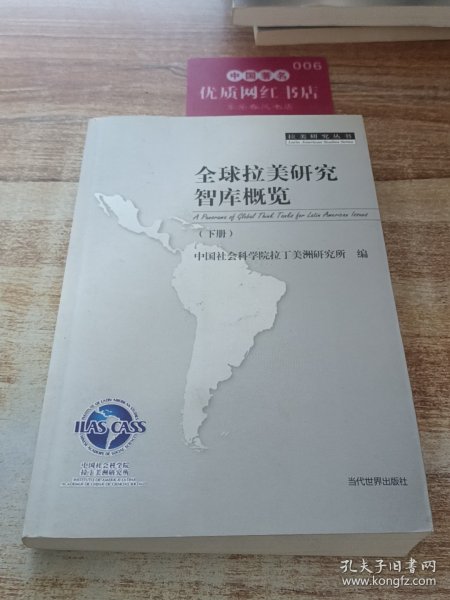 006
中国著名
优质网红书店
拉美研究丛书
Latin American Studies Series
全球拉美研究
智库概览
A Panorama of Global Think Tanks for Latin American Issues
（下册）
中国社会科学院拉丁美洲研究所 编
ILAS CASS
中国社会科学院
拉丁美洲研究所
当代世界出版社
孔夫子旧书网
www.kongfz.com